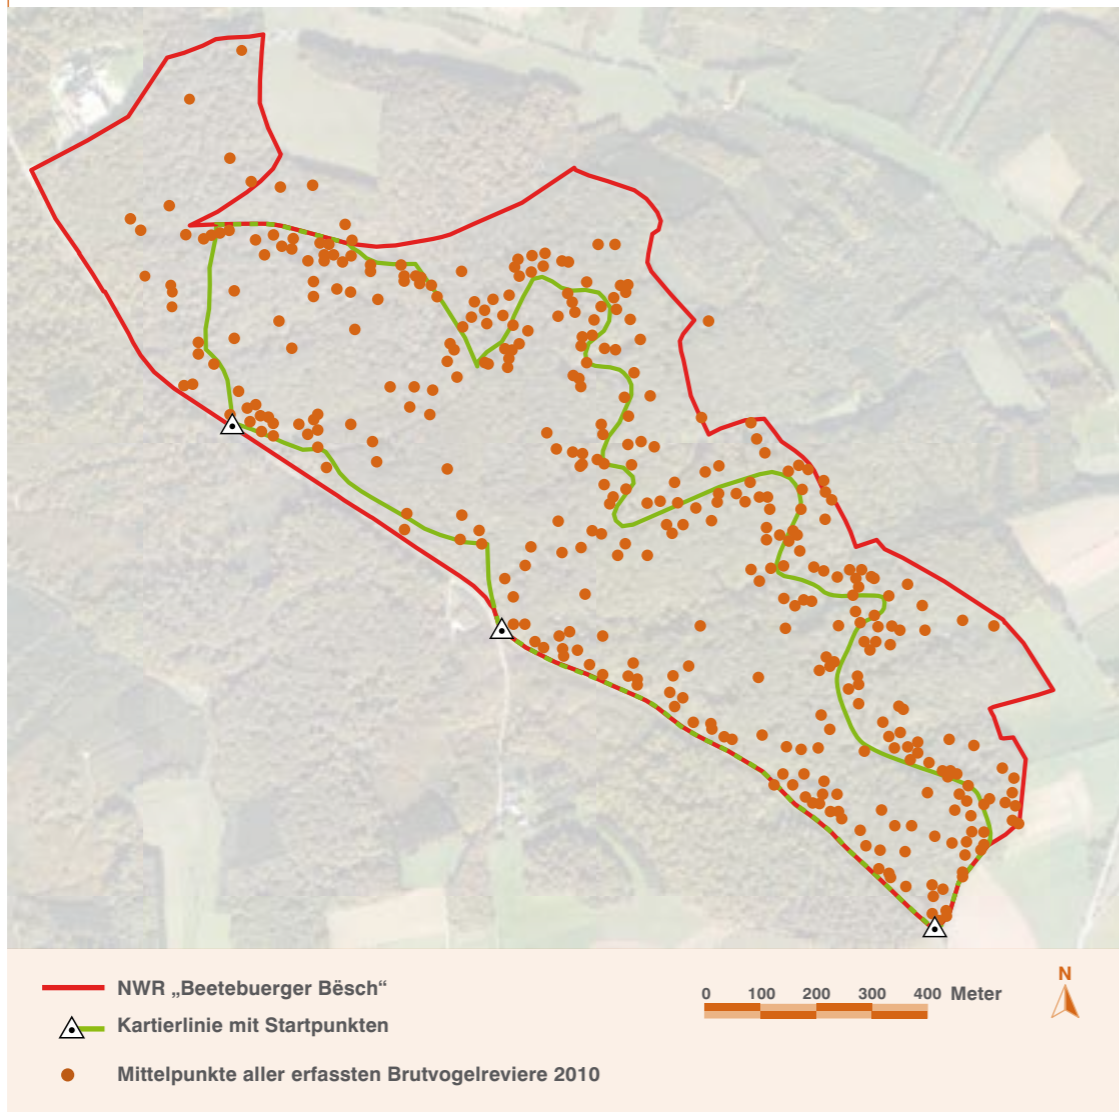 NWR „Beetebuerger Bësch“
Kartierlinie mit Startpunkten
Mittelpunkte aller erfassten Brutvogelreviere 2010
0 100 200 300 400 Meter
N